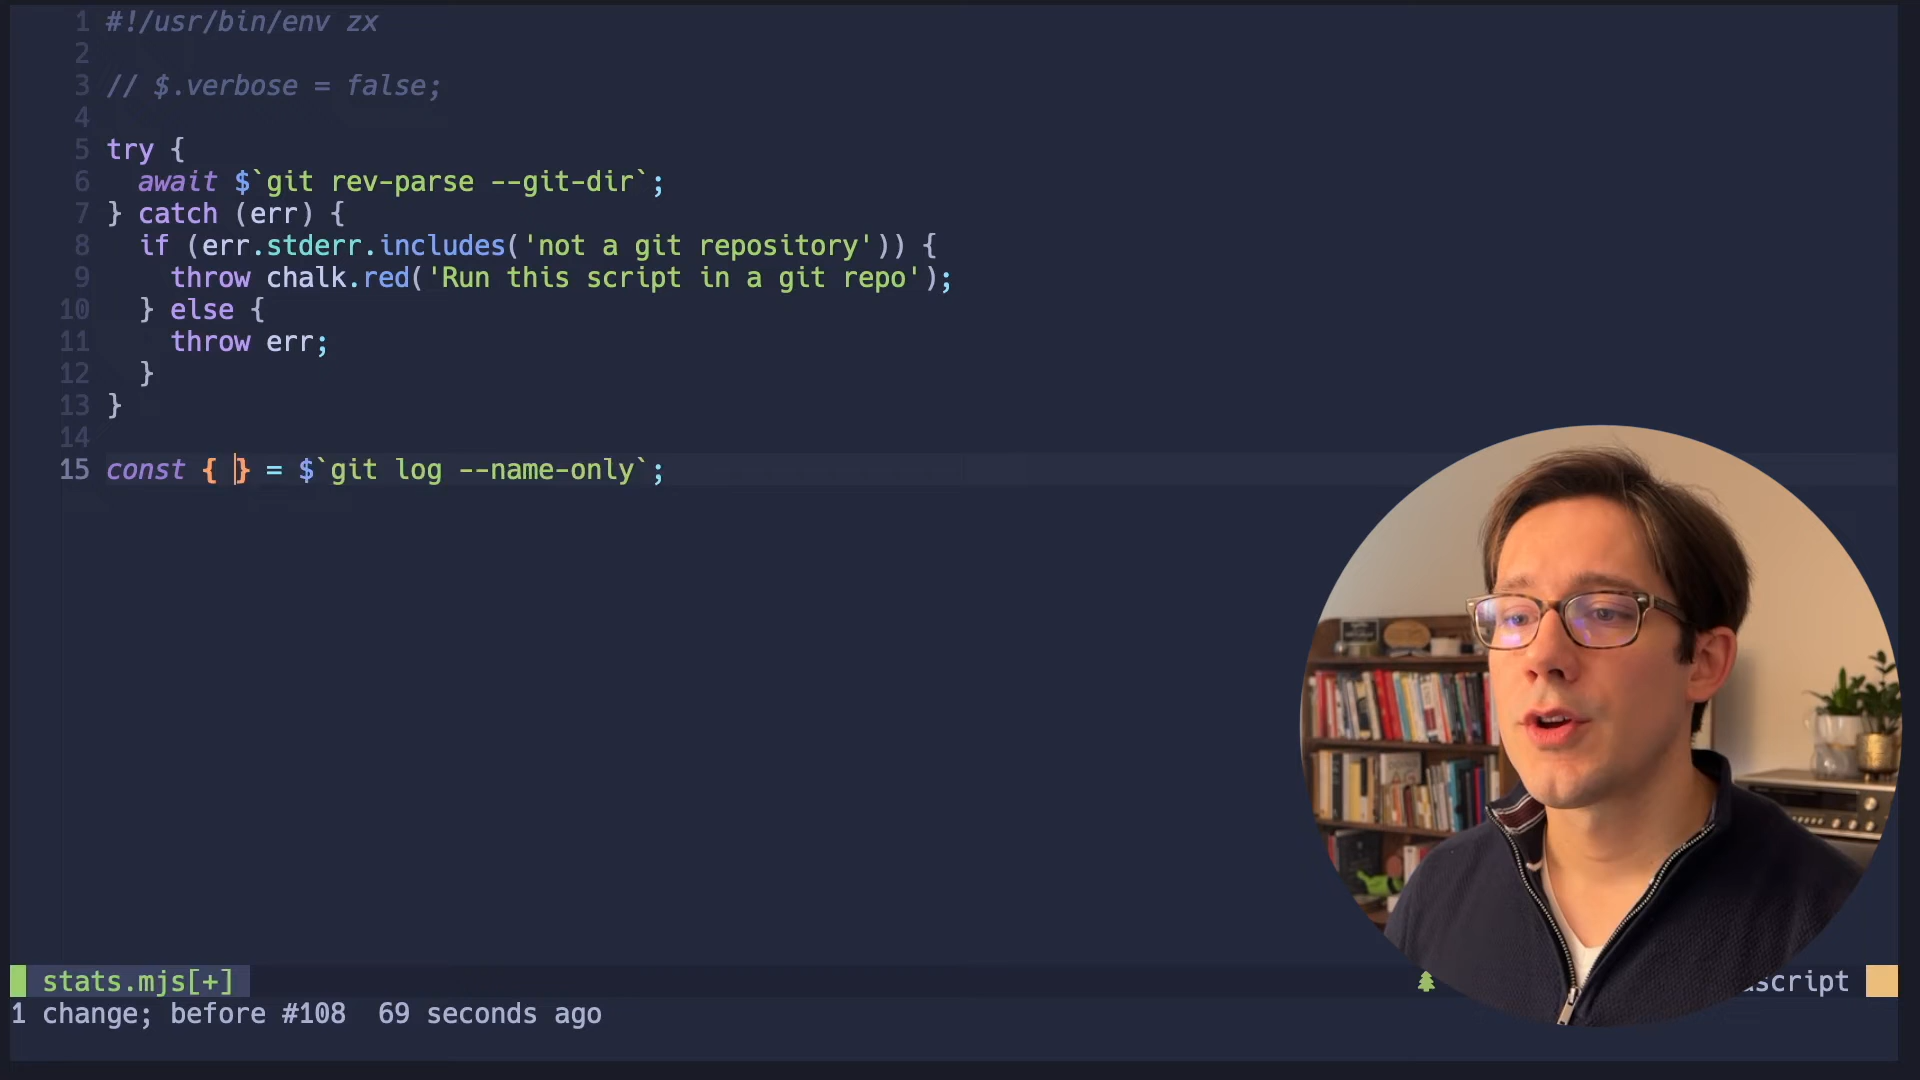 1 #!/usr/bin/env zx
2
3 // $.verbose = false;
4
5 try {
6   await $`git rev-parse --git-dir`;
7 } catch (err) {
8   if (err.stderr.includes('not a git repository')) {
9     throw chalk.red('Run this script in a git repo');
10   } else {
11     throw err;
12   }
13 }
14
15 const { } = $`git log --name-only`;
stats.mjs[+] script
1 change; before #108  69 seconds ago